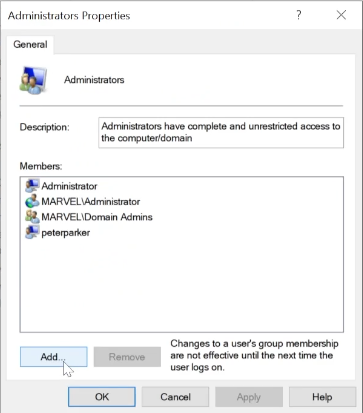 Administrators Properties
?
General
Administrators
Description:
Administrators have complete and unrestricted access to
the computer/domain
Members:
Administrator
MARVEL\Administrator
MARVEL\Domain Admins
peterparker
Add...
Remove
Changes to a user's group membership
are not effective until the next time the
user logs on.
OK
Cancel
Apply
Help